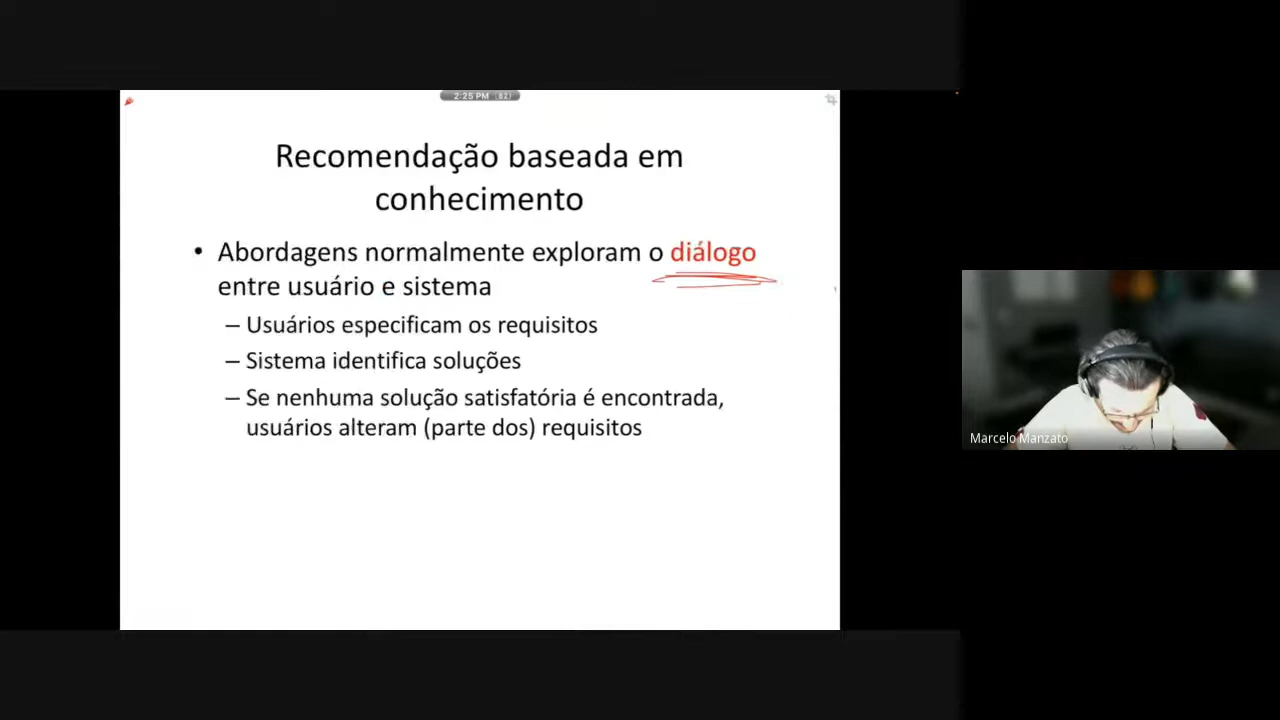 2:25 PM (82)
Recomendação baseada em
conhecimento
• Abordagens normalmente exploram o diálogo
entre usuário e sistema
– Usuários especificam os requisitos
– Sistema identifica soluções
– Se nenhuma solução satisfatória é encontrada,
usuários alteram (parte dos) requisitos
Marcelo Manzato